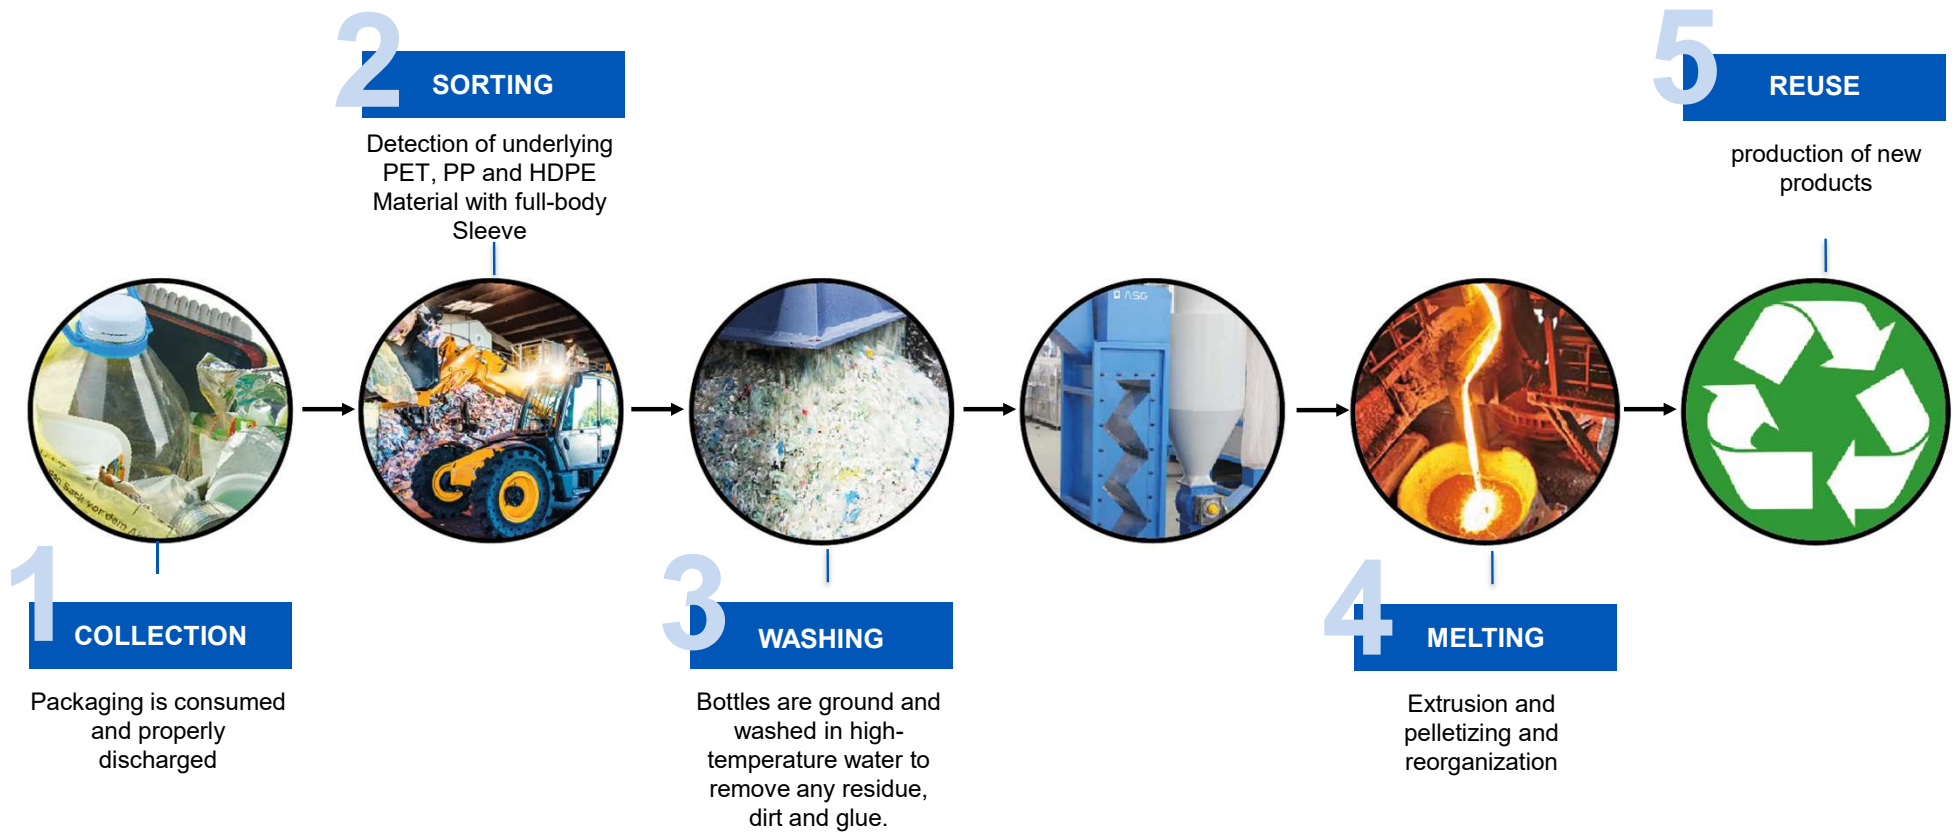 1
COLLECTION
Packaging is consumed
and properly
discharged
2
SORTING
Detection of underlying
PET, PP and HDPE
Material with full-body
Sleeve
3
WASHING
Bottles are ground and
washed in high-
temperature water to
remove any residue,
dirt and glue.
ASG
4
MELTING
Extrusion and
pelletizing and
reorganization
5
REUSE
production of new
products